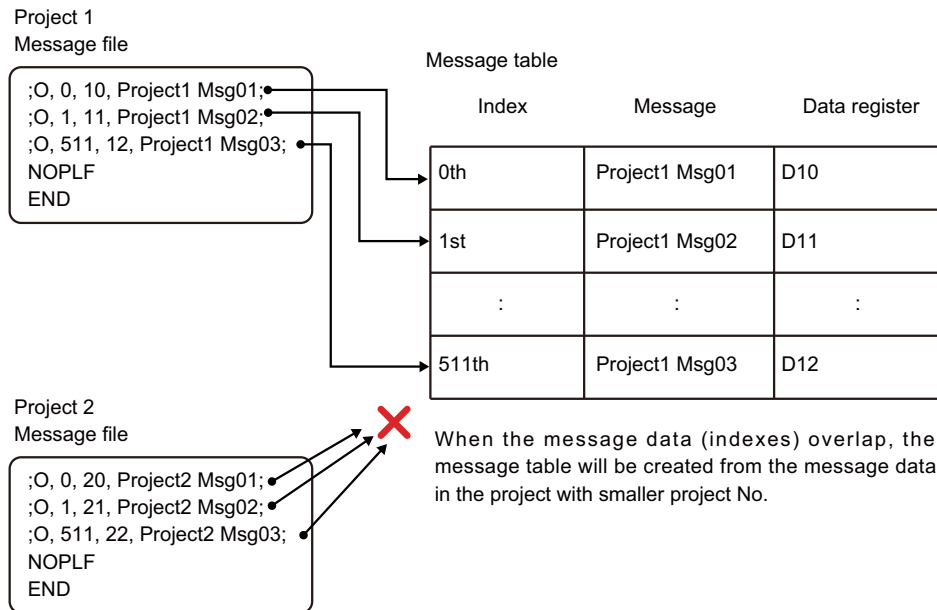 Project 1
Message file
;O, 0, 10, Project1 Msg01;
;O, 1, 11, Project1 Msg02;
;O, 511, 12, Project1 Msg03;
NOPLF
END
Message table
Index Message Data register
0th Project1 Msg01 D10
1st Project1 Msg02 D11
: : :
511th Project1 Msg03 D12
Project 2
Message file
;O, 0, 20, Project2 Msg01;
;O, 1, 21, Project2 Msg02;
;O, 511, 22, Project2 Msg03;
NOPLF
END
When the message data (indexes) overlap, the
message table will be created from the message data
in the project with smaller project No.